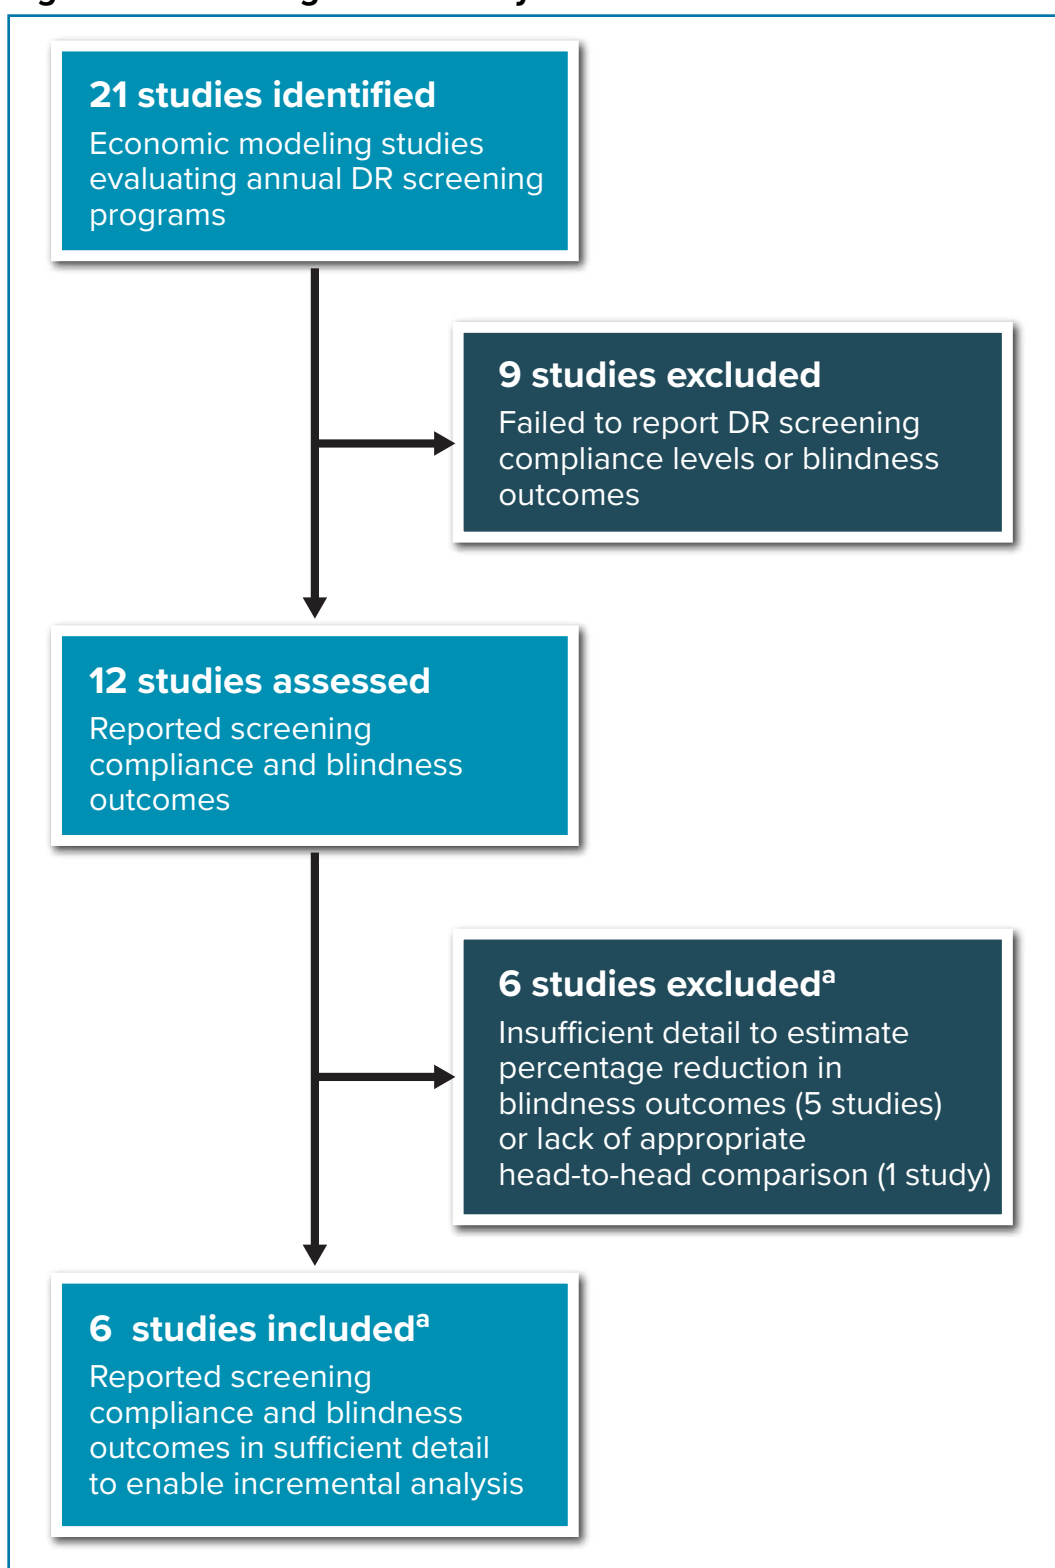 21 studies identified
Economic modeling studies
evaluating annual DR screening
programs
9 studies excluded
Failed to report DR screening
compliance levels or blindness
outcomes
12 studies assessed
Reported screening
compliance and blindness
outcomes
6 studies excludedᵃ
Insufficient detail to estimate
percentage reduction in
blindness outcomes (5 studies)
or lack of appropriate
head-to-head comparison (1 study)
6 studies includedᵃ
Reported screening
compliance and blindness
outcomes in sufficient detail
to enable incremental analysis